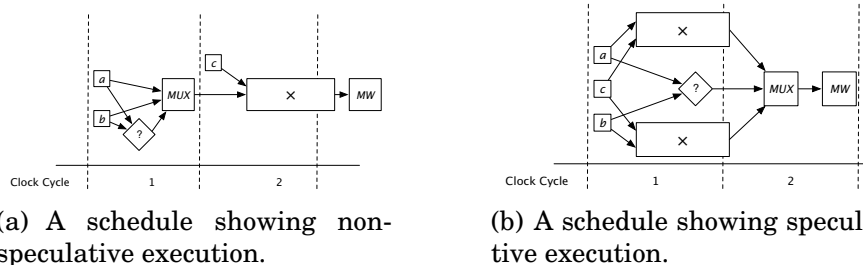 a
b
?
MUX
c
×
MW
Clock Cycle
1
2
(a) A schedule showing non-
speculative execution.
a
c
b
×
?
×
MUX
MW
Clock Cycle
1
2
(b) A schedule showing specul
tive execution.